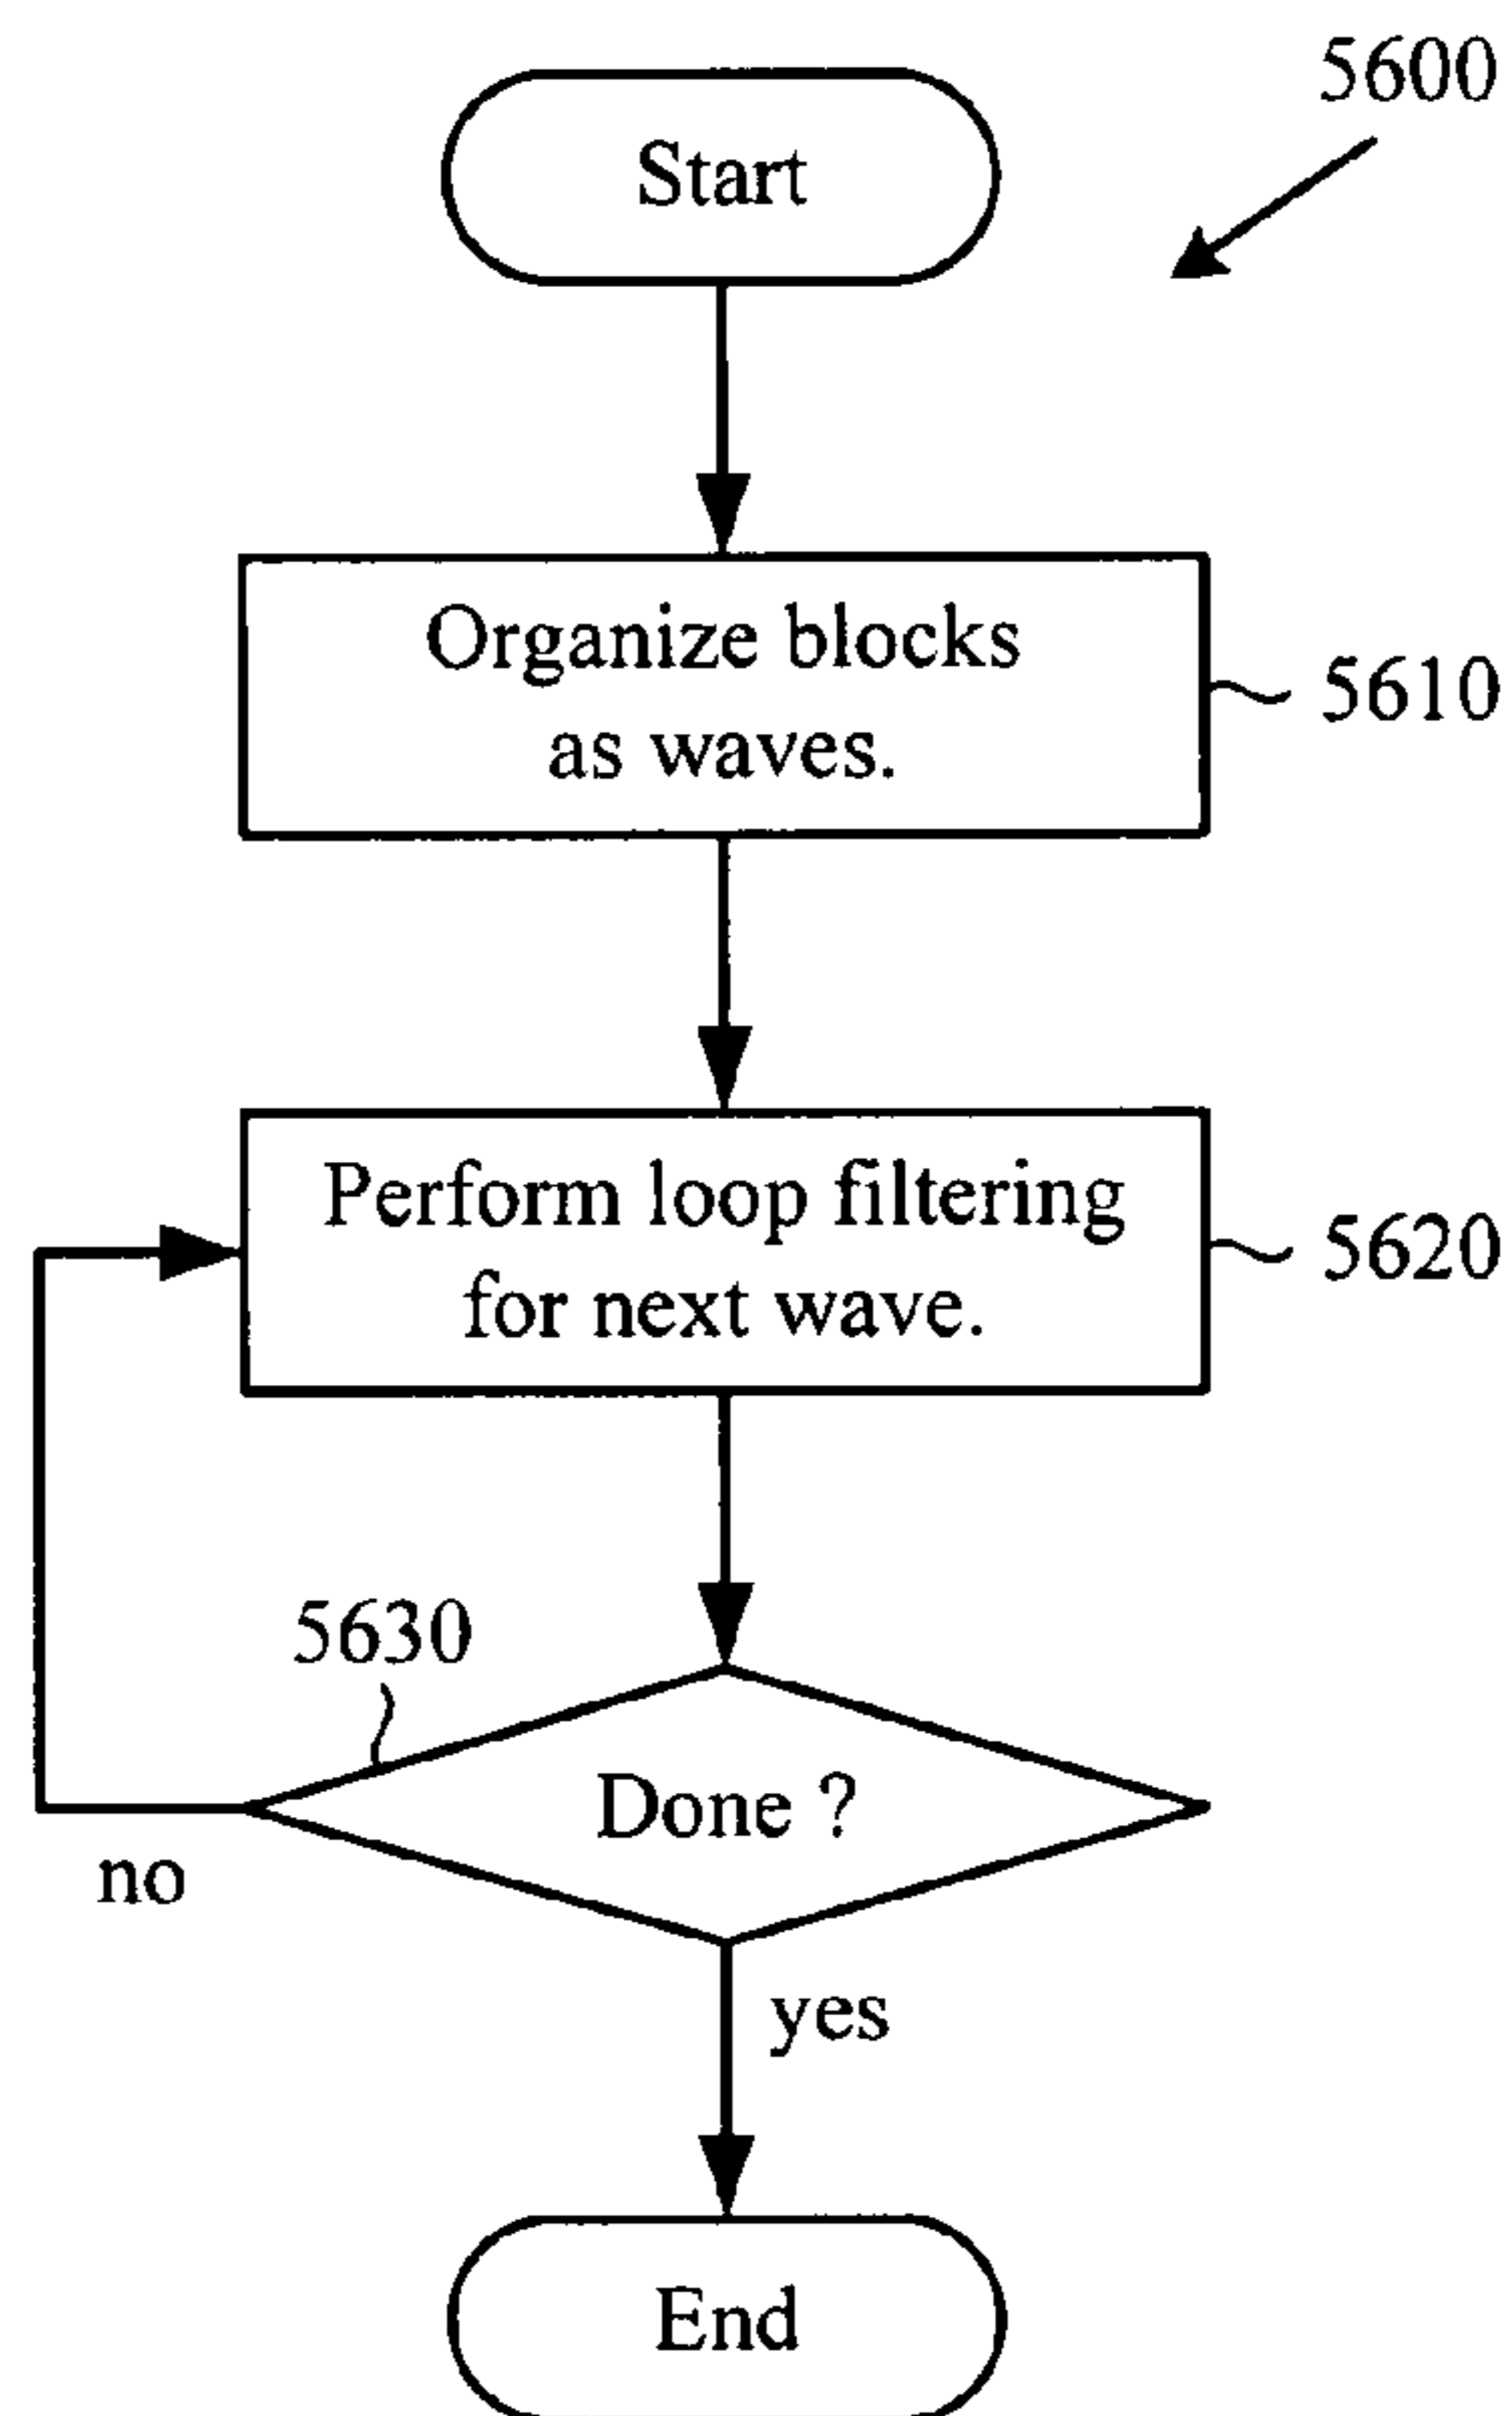 5600
Start
Organize blocks
as waves.
5610
Perform loop filtering
for next wave.
5620
5630
Done ?
no
yes
End